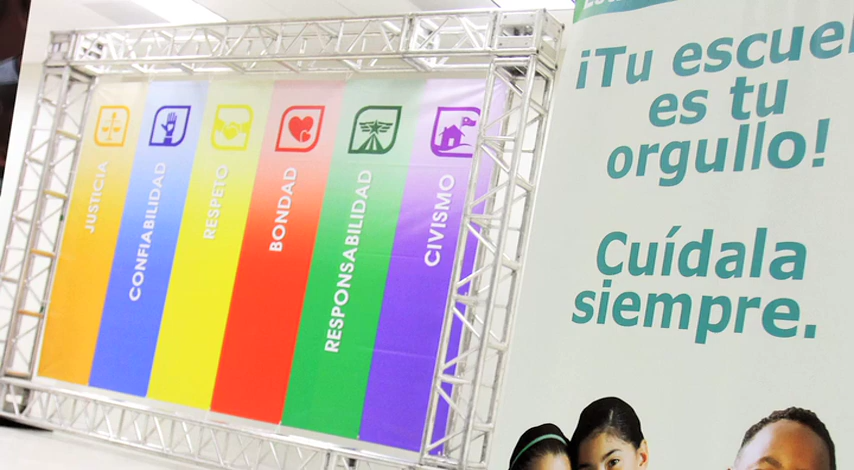 JUSTICIA
CONFIABILIDAD
RESPETO
BONDAD
RESPONSABILIDAD
CIVISMO
¡Tu escuel
es tu
orgullo!
Cuídala
siempre.